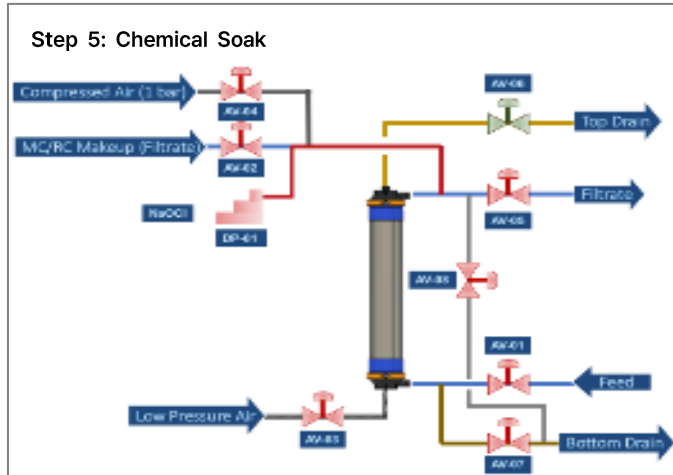 Step 5: Chemical Soak
Compressed Air (1 bar)
AV-04
MC/RC Makeup (Filtrate)
AV-02
NaOCl
DP-01
AV-06
Top Drain
Filtrate
AV-05
AV-01
Feed
Low Pressure Air
AV-03
Bottom Drain
AV-07